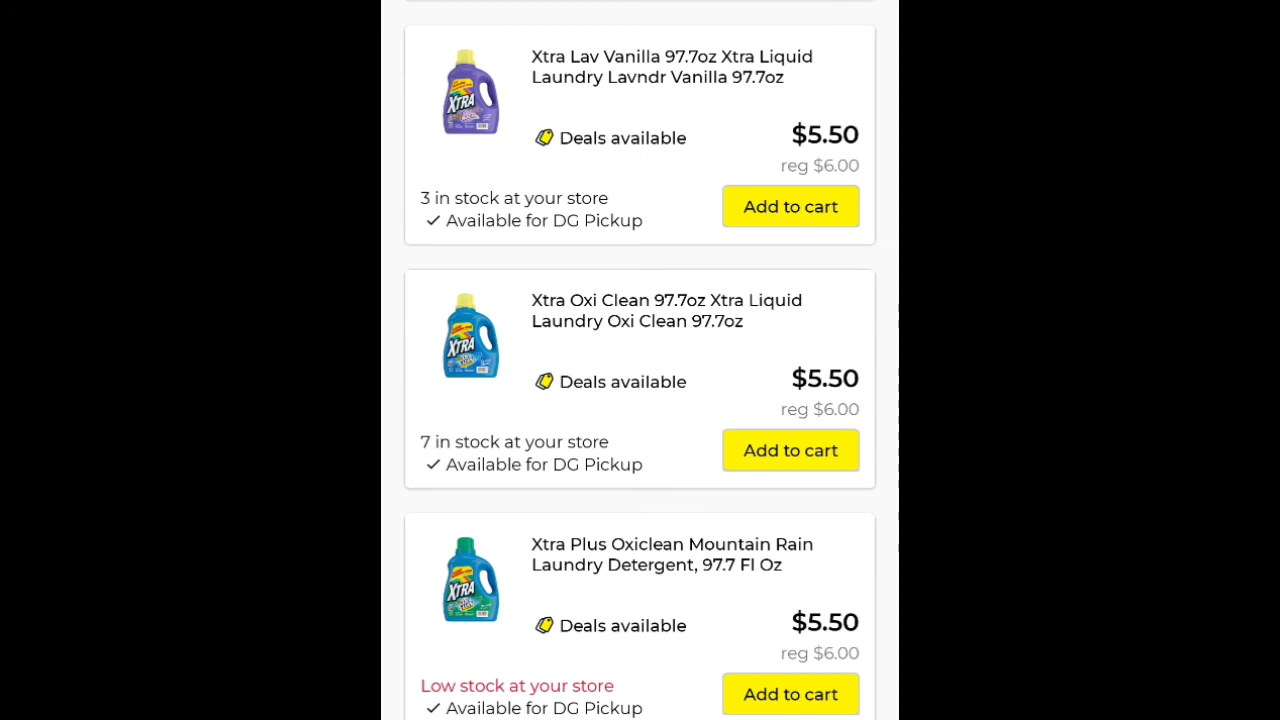 Xtra Lav Vanilla 97.7oz Xtra Liquid
Laundry Lavndr Vanilla 97.7oz
XTRA
Deals available
$5.50
reg $6.00
3 in stock at your store
Available for DG Pickup
Add to cart
Xtra Oxi Clean 97.7oz Xtra Liquid
Laundry Oxi Clean 97.7oz
XTRA
Deals available
$5.50
reg $6.00
7 in stock at your store
Available for DG Pickup
Add to cart
Xtra Plus Oxiclean Mountain Rain
Laundry Detergent, 97.7 Fl Oz
XTRA
Deals available
$5.50
reg $6.00
Low stock at your store
Available for DG Pickup
Add to cart